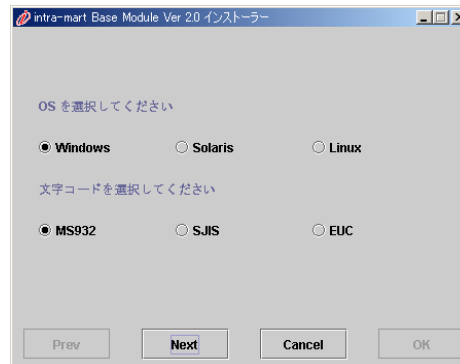 intra-mart Base Module Ver 2.0 インストーラー
OS を選択してください
Windows Solaris Linux
文字コードを選択してください
MS932 SJIS EUC
Prev Next Cancel OK